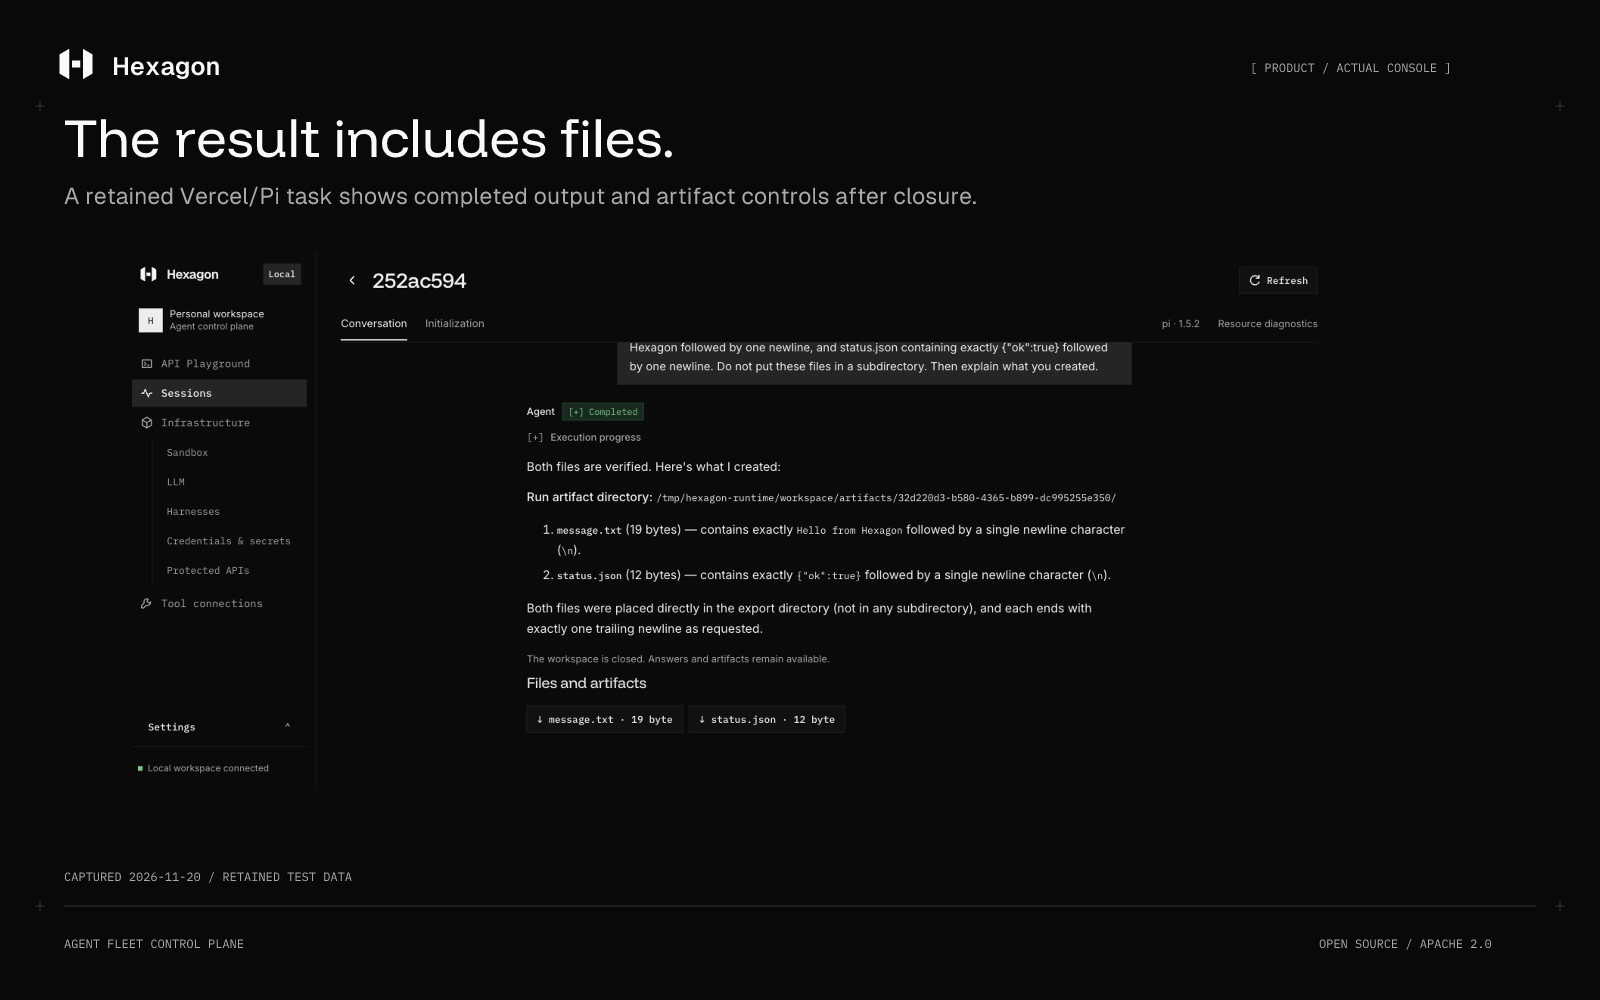 Hexagon
[ PRODUCT / ACTUAL CONSOLE ]
The result includes files.
A retained Vercel/Pi task shows completed output and artifact controls after closure.
Hexagon
Local
H
Personal workspace
Agent control plane
API Playground
Sessions
Infrastructure
Sandbox
LLM
Harnesses
Credentials & secrets
Protected APIs
Tool connections
Settings
Local workspace connected
252ac594
Refresh
Conversation
Initialization
pi · 1.5.2
Resource diagnostics
Hexagon followed by one newline, and status.json containing exactly {"ok":true} followed
by one newline. Do not put these files in a subdirectory. Then explain what you created.
Agent
[+] Completed
[+] Execution progress
Both files are verified. Here's what I created:
Run artifact directory: /tmp/hexagon-runtime/workspace/artifacts/32d220d3-b580-4365-b899-dc995255e350/
1. message.txt (19 bytes) — contains exactly Hello from Hexagon followed by a single newline character
(\n).
2. status.json (12 bytes) — contains exactly {"ok":true} followed by a single newline character (\n).
Both files were placed directly in the export directory (not in any subdirectory), and each ends with
exactly one trailing newline as requested.
The workspace is closed. Answers and artifacts remain available.
Files and artifacts
↓ message.txt · 19 byte
↓ status.json · 12 byte
CAPTURED 2026-11-20 / RETAINED TEST DATA
AGENT FLEET CONTROL PLANE
OPEN SOURCE / APACHE 2.0